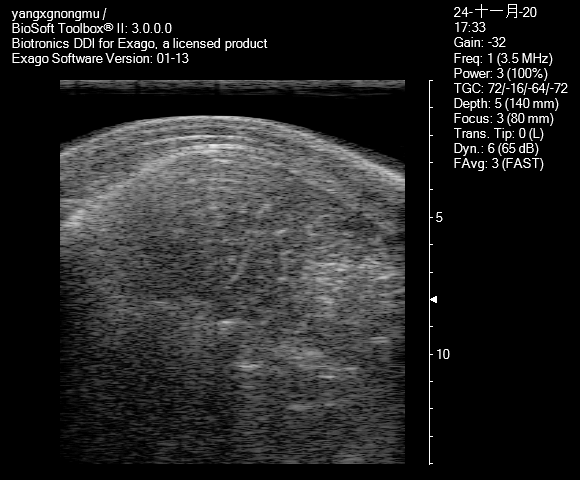 yangxgnongmu /
BioSoft Toolbox® II: 3.0.0.0
Biotronics DDI for Exago, a licensed product
Exago Software Version: 01-13
24-十一月-20
17:33
Gain: -32
Freq: 1 (3.5 MHz)
Power: 3 (100%)
TGC: 72/-16/-64/-72
Depth: 5 (140 mm)
Focus: 3 (80 mm)
Trans. Tip: 0 (L)
Dyn.: 6 (65 dB)
FAvg: 3 (FAST)
5
10